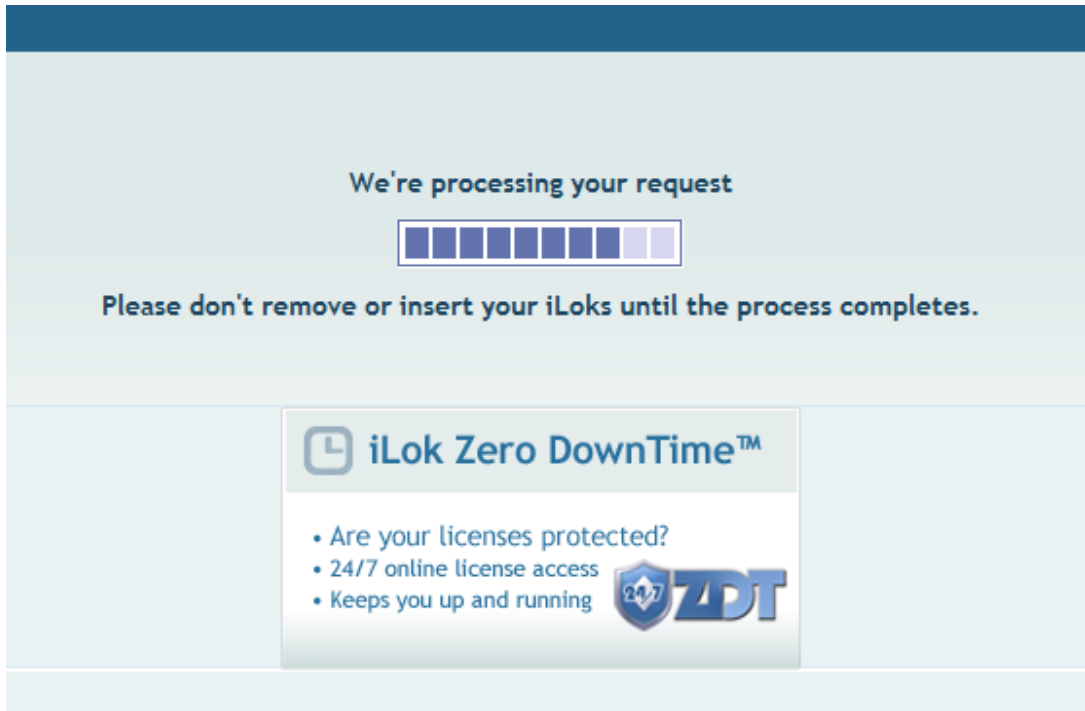 We're processing your request
Please don't remove or insert your iLoks until the process completes.
iLok Zero DownTime™
• Are your licenses protected?
• 24/7 online license access
• Keeps you up and running
24/7 ZDT